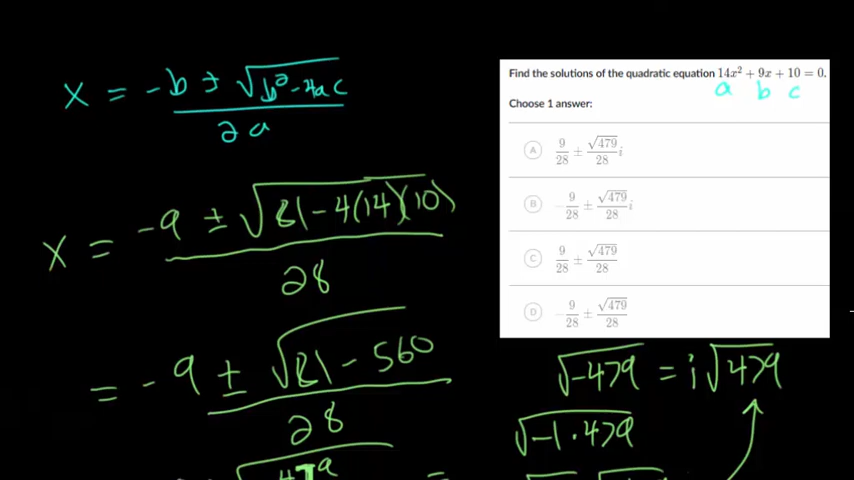 x = -b ± √b² - 4ac
2a
x = -9 ± √81 - 4(14)(10)
28
= -9 ± √81 - 560
28
Find the solutions of the quadratic equation 14x² + 9x + 10 = 0.
a b c
Choose 1 answer:
A 9/28 ± √479/28 i
B -9/28 ± √479/28 i
C 9/28 ± √479/28
D -9/28 ± √479/28
√-479 = i√479
√-1·479